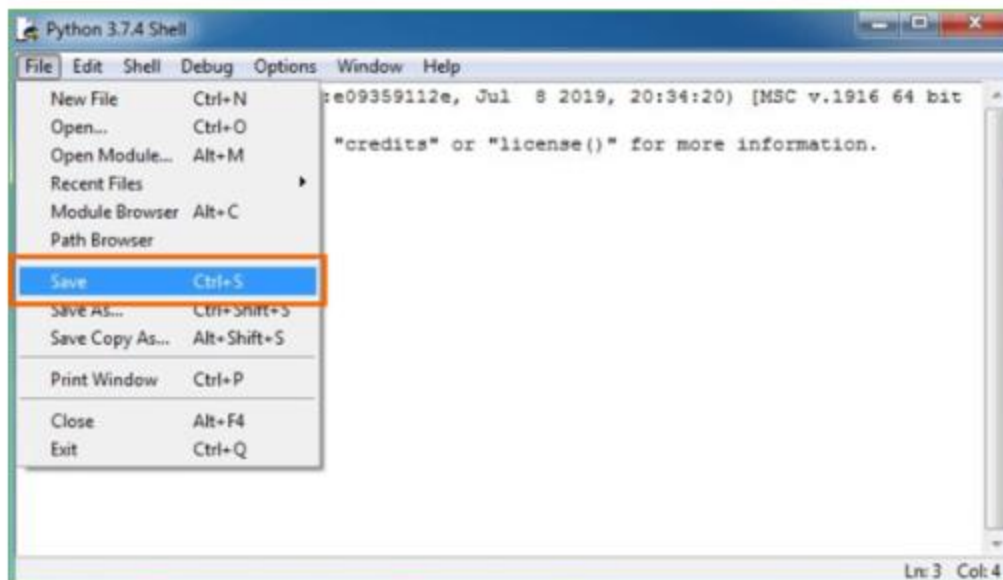 Python 3.7.4 Shell
File Edit Shell Debug Options Window Help
:e09359112e, Jul 8 2019, 20:34:20) [MSC v.1916 64 bit
"credits" or "license()" for more information.
New File Ctrl+N
Open... Ctrl+O
Open Module... Alt+M
Recent Files
Module Browser Alt+C
Path Browser
Save Ctrl+S
Save As... Ctrl+Shift+S
Save Copy As... Alt+Shift+S
Print Window Ctrl+P
Close Alt+F4
Exit Ctrl+Q
Ln: 3 Col: 4